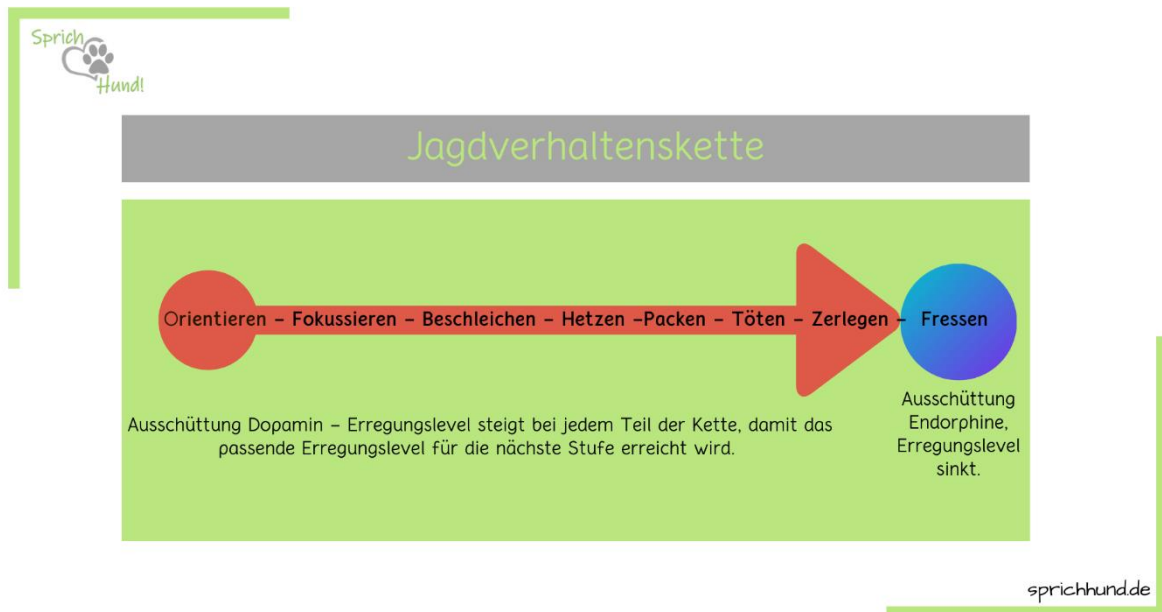 Sprich
Hund!
Jagdverhaltenskette
Orientieren – Fokussieren – Beschleichen – Hetzen –Packen – Töten – Zerlegen – Fressen
Ausschüttung Dopamin – Erregungslevel steigt bei jedem Teil der Kette, damit das
passende Erregungslevel für die nächste Stufe erreicht wird.
Ausschüttung
Endorphine,
Erregungslevel
sinkt.
sprichhund.de